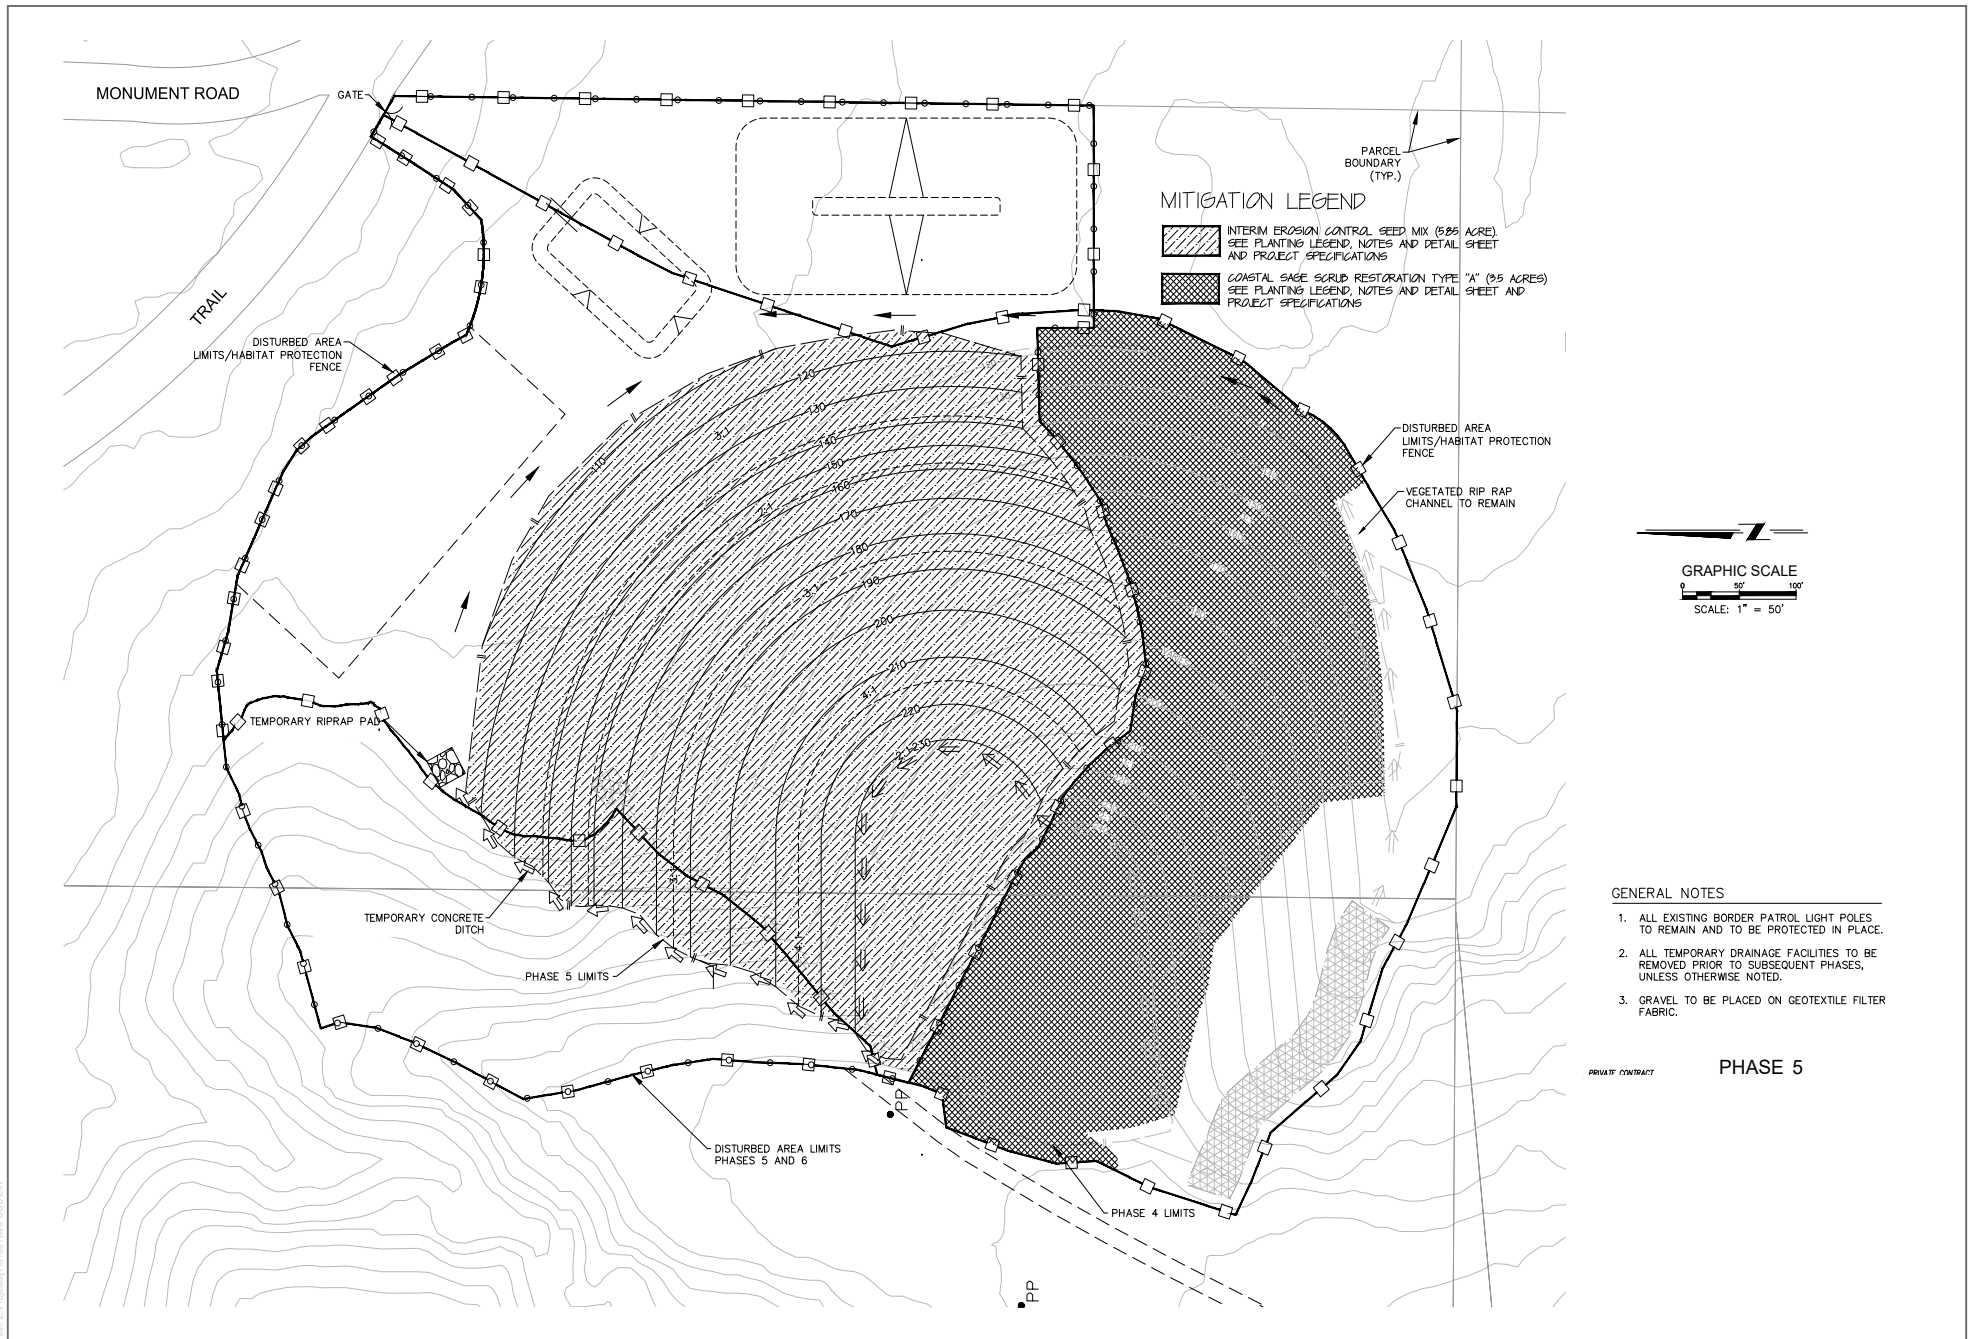 MONUMENT ROAD
GATE
TRAIL
PARCEL
BOUNDARY
(TYP.)
MITIGATION LEGEND
INTERIM EROSION CONTROL SEED MIX (5.85 ACRE).
SEE PLANTING LEGEND, NOTES AND DETAIL SHEET
AND PROJECT SPECIFICATIONS
COASTAL SAGE SCRUB RESTORATION TYPE "A" (3.5 ACRES)
SEE PLANTING LEGEND, NOTES AND DETAIL SHEET AND
PROJECT SPECIFICATIONS
DISTURBED AREA
LIMITS/HABITAT PROTECTION
FENCE
DISTURBED AREA
LIMITS/HABITAT PROTECTION
FENCE
VEGETATED RIP RAP
CHANNEL TO REMAIN
110
120
130
3:1
140
150
160
2:1
170
180
190
3:1
200
210
4:1
220
2:1
230
TEMPORARY RIPRAP PAD
TEMPORARY CONCRETE
DITCH
PHASE 5 LIMITS
4:1
DISTURBED AREA LIMITS
PHASES 5 AND 6
PHASE 4 LIMITS
PP
PP
Z
GRAPHIC SCALE
0 50' 100'
SCALE: 1" = 50'
GENERAL NOTES
1. ALL EXISTING BORDER PATROL LIGHT POLES
TO REMAIN AND TO BE PROTECTED IN PLACE.
2. ALL TEMPORARY DRAINAGE FACILITIES TO BE
REMOVED PRIOR TO SUBSEQUENT PHASES,
UNLESS OTHERWISE NOTED.
3. GRAVEL TO BE PLACED ON GEOTEXTILE FILTER
FABRIC.
PRIVATE CONTRACT
PHASE 5